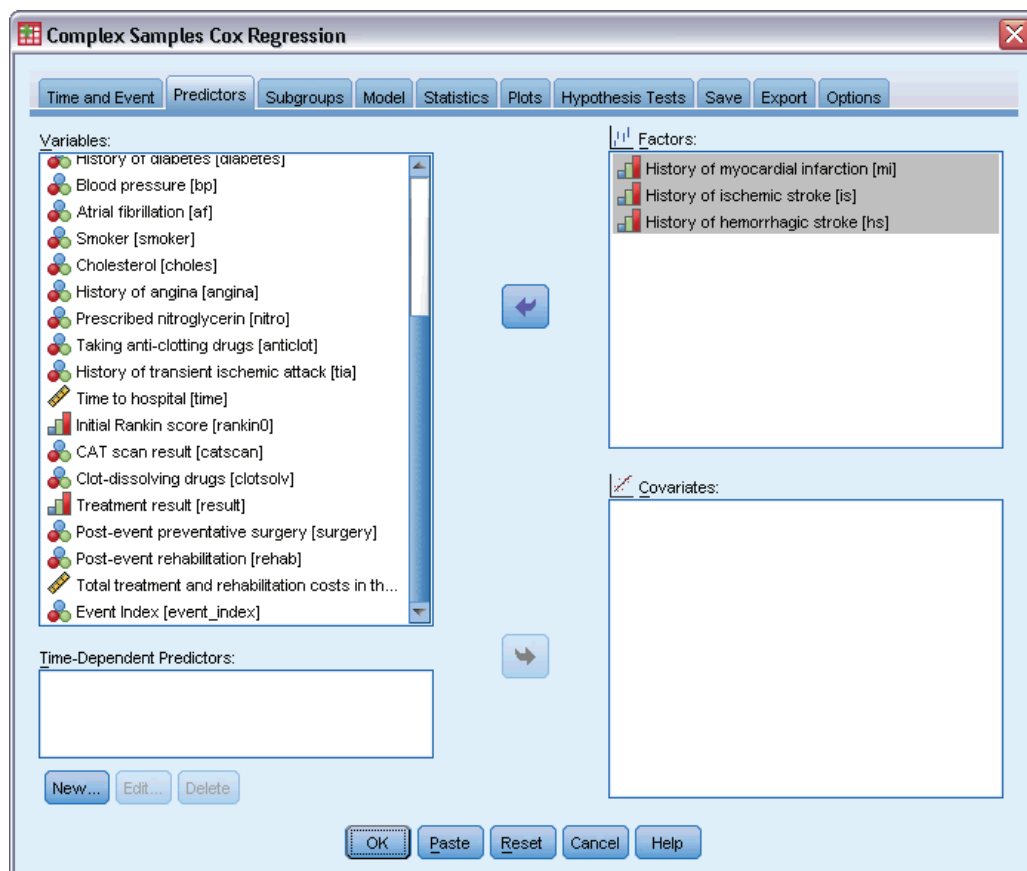 Complex Samples Cox Regression
Time and Event Predictors Subgroups Model Statistics Plots Hypothesis Tests Save Export Options
Variables:
History of diabetes [diabetes]
Blood pressure [bp]
Atrial fibrillation [af]
Smoker [smoker]
Cholesterol [choles]
History of angina [angina]
Prescribed nitroglycerin [nitro]
Taking anti-clotting drugs [anticlot]
History of transient ischemic attack [tia]
Time to hospital [time]
Initial Rankin score [rankin0]
CAT scan result [catscan]
Clot-dissolving drugs [clotsolv]
Treatment result [result]
Post-event preventative surgery [surgery]
Post-event rehabilitation [rehab]
Total treatment and rehabilitation costs in th...
Event Index [event_index]
Time-Dependent Predictors:
New... Edit... Delete
Factors:
History of myocardial infarction [mi]
History of ischemic stroke [is]
History of hemorrhagic stroke [hs]
Covariates:
OK Paste Reset Cancel Help